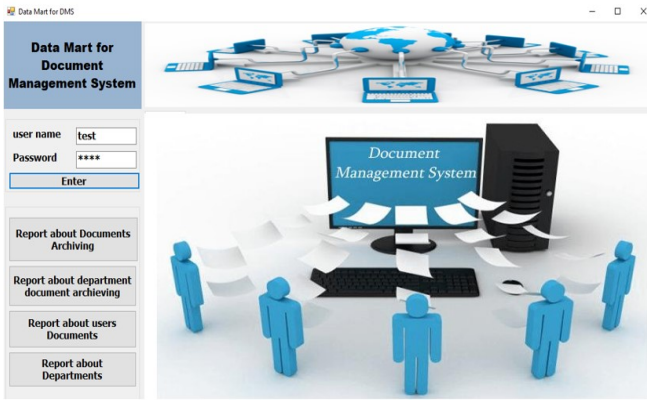 Data Mart for DMS
Data Mart for
Document
Management System
user name
test
Password
****
Enter
Report about Documents
Archiving
Report about department
document archieving
Report about users
Documents
Report about
Departments
Document
Management System